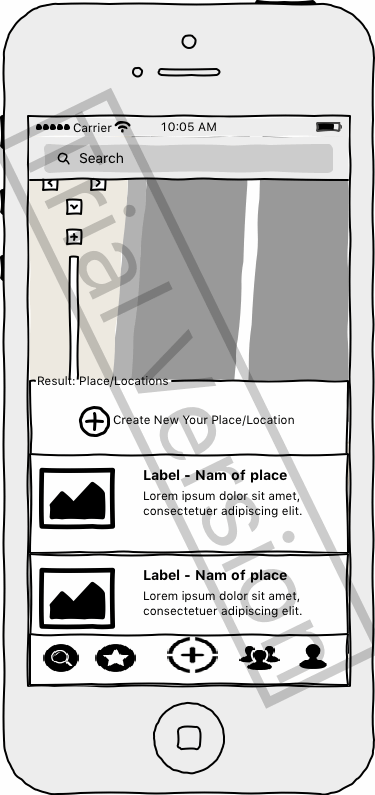 Carrier 10:05 AM
Search
Result: Place/Locations
Create New Your Place/Location
Label - Nam of place
Lorem ipsum dolor sit amet,
consectetuer adipiscing elit.
Label - Nam of place
Lorem ipsum dolor sit amet,
consectetuer adipiscing elit.
Trial Version